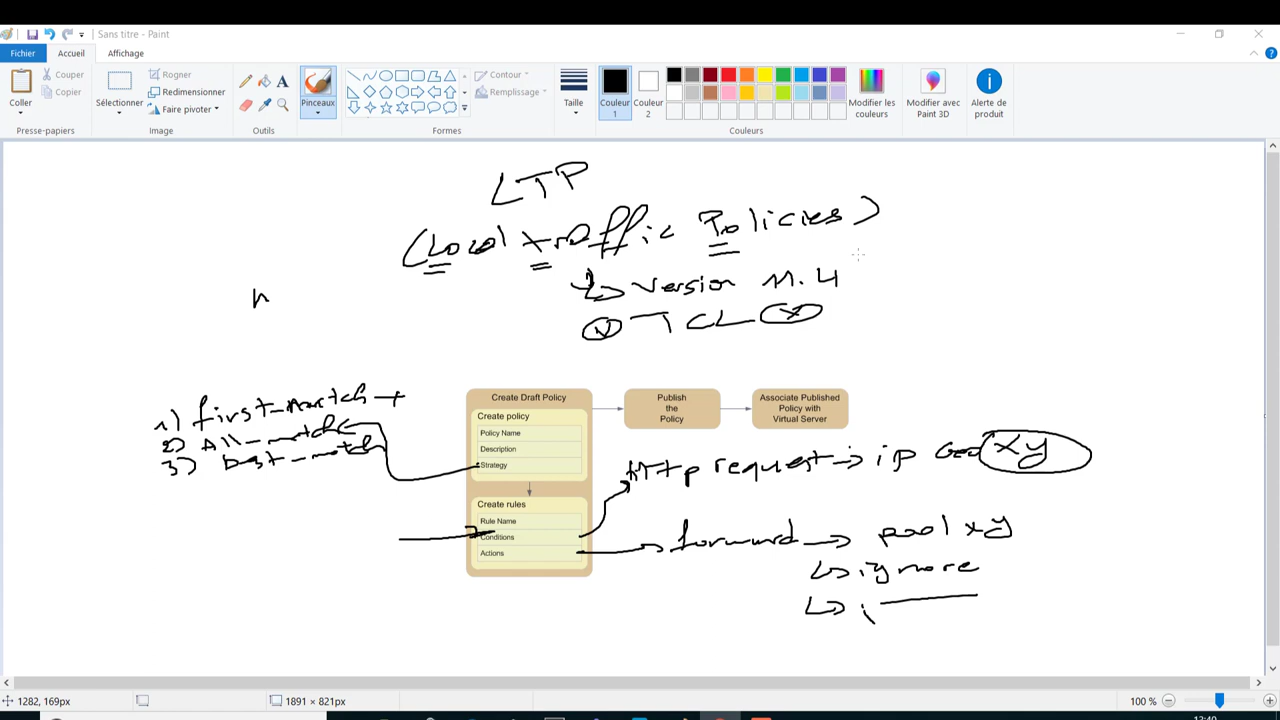 Sans titre - Paint
Fichier Accueil Affichage
Coller
Couper
Copier
Presse-papiers
Sélectionner
Rogner
Redimensionner
Faire pivoter
Image
Outils
Pinceaux
Contour
Remplissage
Formes
Taille
Couleur 1
Couleur 2
Couleurs
Modifier les couleurs
Modifier avec Paint 3D
Alerte de produit
LTP
(Local traffic Policies)
version 11.4
TCL
h
1) first-match
2) All-match
3) best-match
Create Draft Policy
Create policy
Policy Name
Description
Strategy
Create rules
Rule Name
Conditions
Actions
Publish the Policy
Associate Published Policy with Virtual Server
Http request → ip Geo xy
forward → pool xy
↳ ignore
1282, 169px
1891 × 821px
100 %
13:40